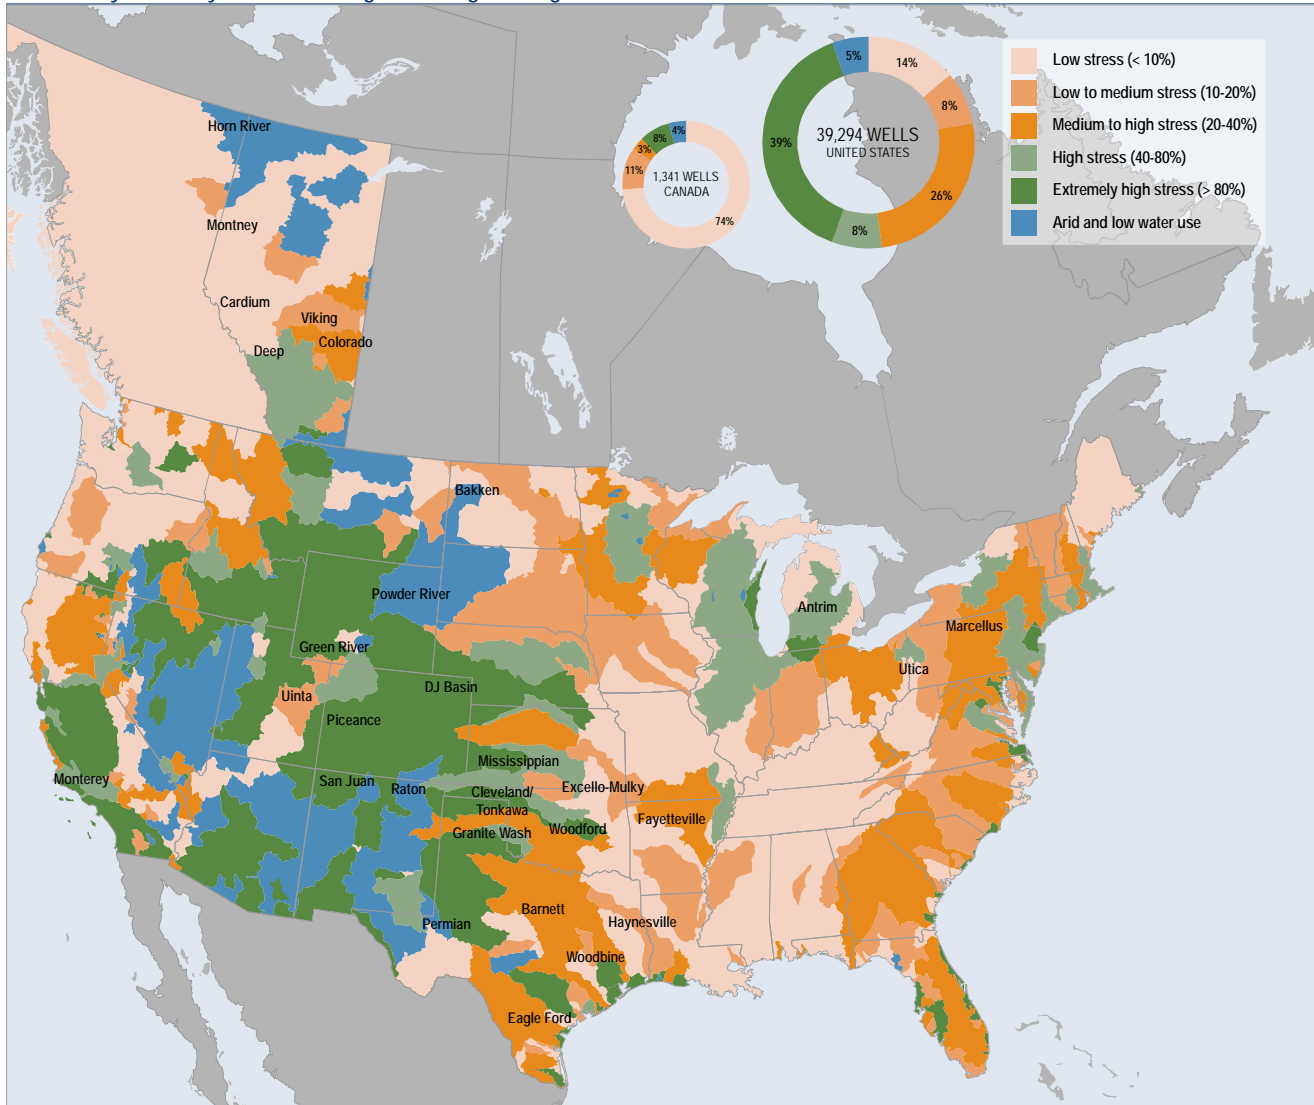 Low stress (< 10%)
Low to medium stress (10-20%)
Medium to high stress (20-40%)
High stress (40-80%)
Extremely high stress (> 80%)
Arid and low water use
5%
14%
8%
26%
8%
39%
39,294 WELLS
UNITED STATES
4%
8%
3%
11%
74%
1,341 WELLS
CANADA
Horn River
Montney
Cardium
Viking
Colorado
Deep
Bakken
Powder River
Antrim
Marcellus
Green River
Utica
DJ Basin
Uinta
Piceance
Mississippian
Monterey
San Juan
Raton
Cleveland/
Tonkawa
Excello-Mulky
Fayetteville
Granite Wash
Woodford
Barnett
Permian
Haynesville
Woodbine
Eagle Ford